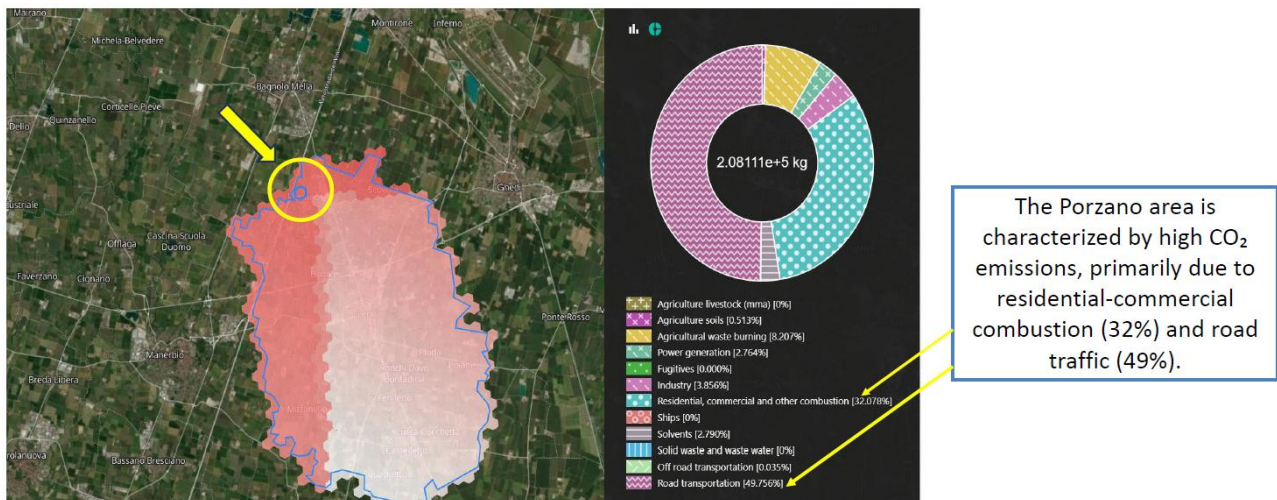 Mairano
Montirone
Inferno
Michela-Belvedere
Bagnolo Mella
Corticelle Pieve
Dello
Quinzanello
Ghedi
dustriale
Offlaga
Cascina Scuola
Duomo
Faverzano
Cignano
Ponte Rosso
Manerbio
Breda Libera
Bassano Bresciano
2.08111e+5 kg
Agriculture livestock (mma) [0%]
Agriculture soils [0.513%]
Agricultural waste burning [8.207%]
Power generation [2.764%]
Fugitives [0.000%]
Industry [3.856%]
Residential, commercial and other combustion [32.078%]
Ships [0%]
Solvents [2.790%]
Solid waste and waste water [0%]
Off road transportation [0.035%]
Road transportation [49.756%]
The Porzano area is
characterized by high CO₂
emissions, primarily due to
residential-commercial
combustion (32%) and road
traffic (49%).